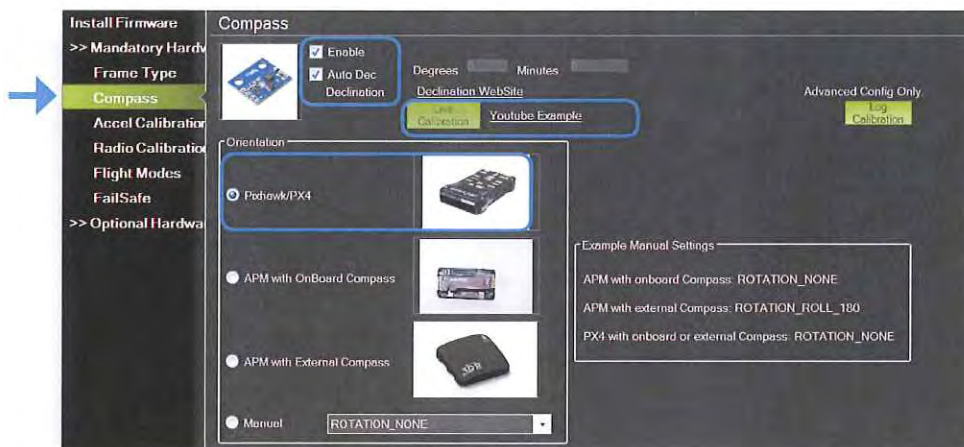 Install Firmware
>> Mandatory Hardw
Frame Type
Compass
Accel Calibration
Radio Calibration
Flight Modes
FailSafe
>> Optional Hardwa
Compass
Enable
Auto Dec
Declination
Degrees
Minutes
Declination WebSite
Live
Calibration
Youtube Example
Advanced Config Only.
Log
Calibration
Orientation
Pixhawk/PX4
APM with OnBoard Compass
APM with External Compass
Manual
ROTATION_NONE
Example Manual Settings
APM with onboard Compass: ROTATION_NONE
APM with external Compass: ROTATION_ROLL_180
PX4 with onboard or external Compass: ROTATION_NONE